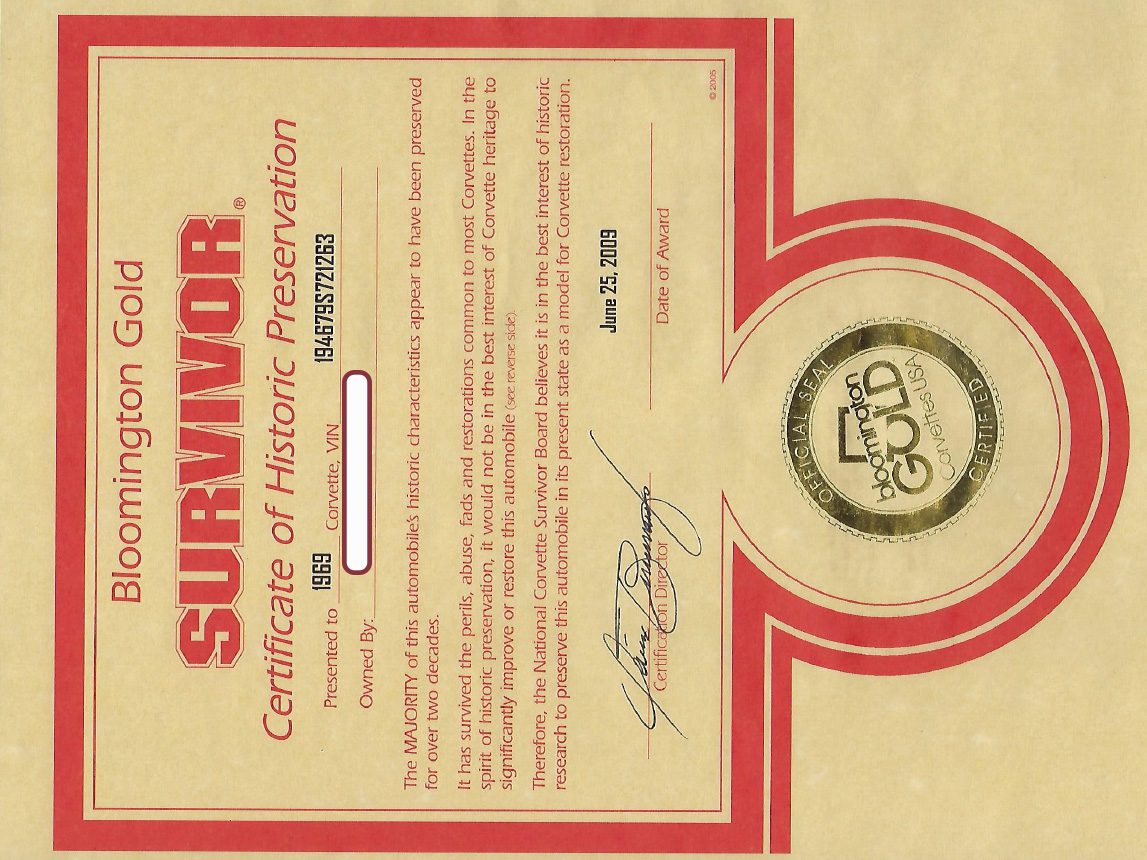 Bloomington Gold
SURVIVOR®
Certificate of Historic Preservation
Presented to 1969 Corvette, VIN 194679S721263
Owned By:
The MAJORITY of this automobile's historic characteristics appear to have been preserved
for over two decades.
It has survived the perils, abuse, fads and restorations common to most Corvettes. In the
spirit of historic preservation, it would not be in the best interest of Corvette heritage to
significantly improve or restore this automobile (see reverse side).
Therefore, the National Corvette Survivor Board believes it is in the best interest of historic
research to preserve this automobile in its present state as a model for Corvette restoration.
June 25, 2009
Certification Director
Date of Award
© 2005
OFFICIAL SEAL
bloomington
GOLD
CORVETTES USA
CERTIFIED